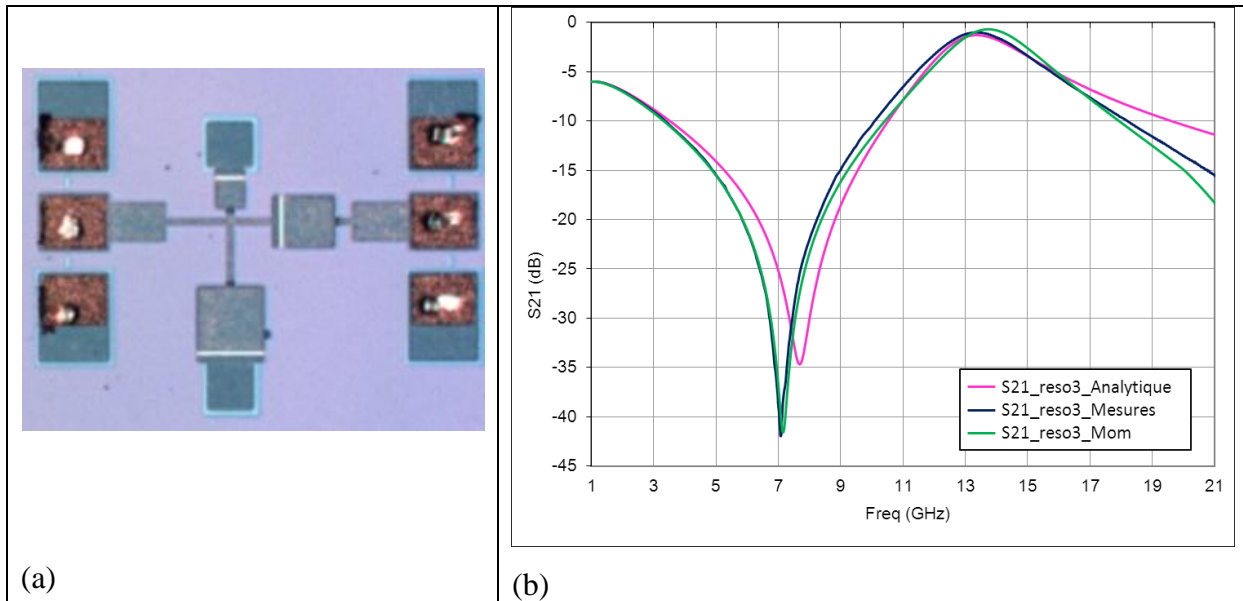 (a)
0
-5
-10
-15
-20
-25
-30
-35
-40
-45
S21 (dB)
1 3 5 7 9 11 13 15 17 19 21
Freq (GHz)
S21_reso3_Analytique
S21_reso3_Mesures
S21_reso3_Mom
(b)